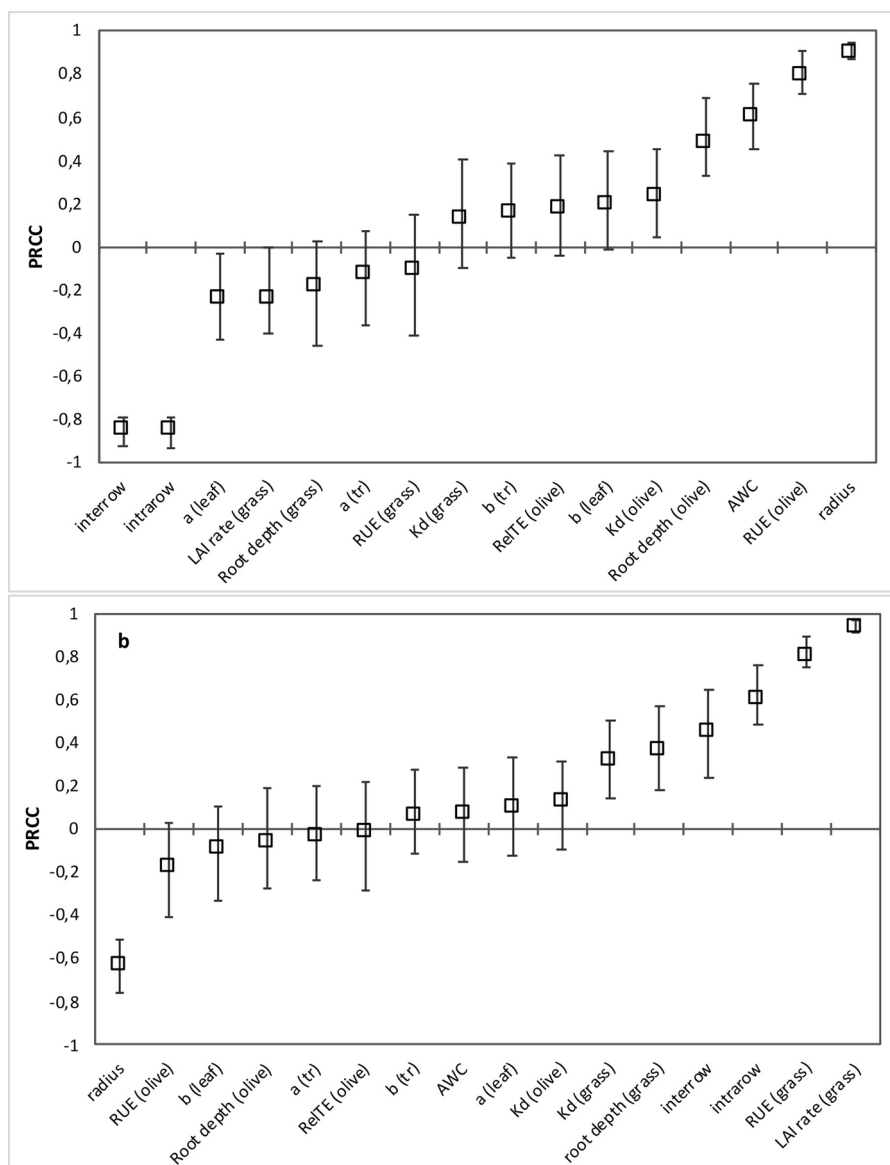 1
0,8
0,6
0,4
0,2
0
-0,2
-0,4
-0,6
-0,8
-1
PRCC
interrow
intrarow
a (leaf)
LAI rate (grass)
Root depth (grass)
a (tr)
RUE (grass)
Kd (grass)
b (tr)
RelTE (olive)
b (leaf)
Kd (olive)
Root depth (olive)
AWC
RUE (olive)
radius
b
1
0,8
0,6
0,4
0,2
0
-0,2
-0,4
-0,6
-0,8
-1
PRCC
radius
RUE (olive)
b (leaf)
Root depth (olive)
a (tr)
RelTE (olive)
b (tr)
AWC
a (leaf)
Kd (olive)
Kd (grass)
root depth (grass)
interrow
intrarow
RUE (grass)
LAI rate (grass)